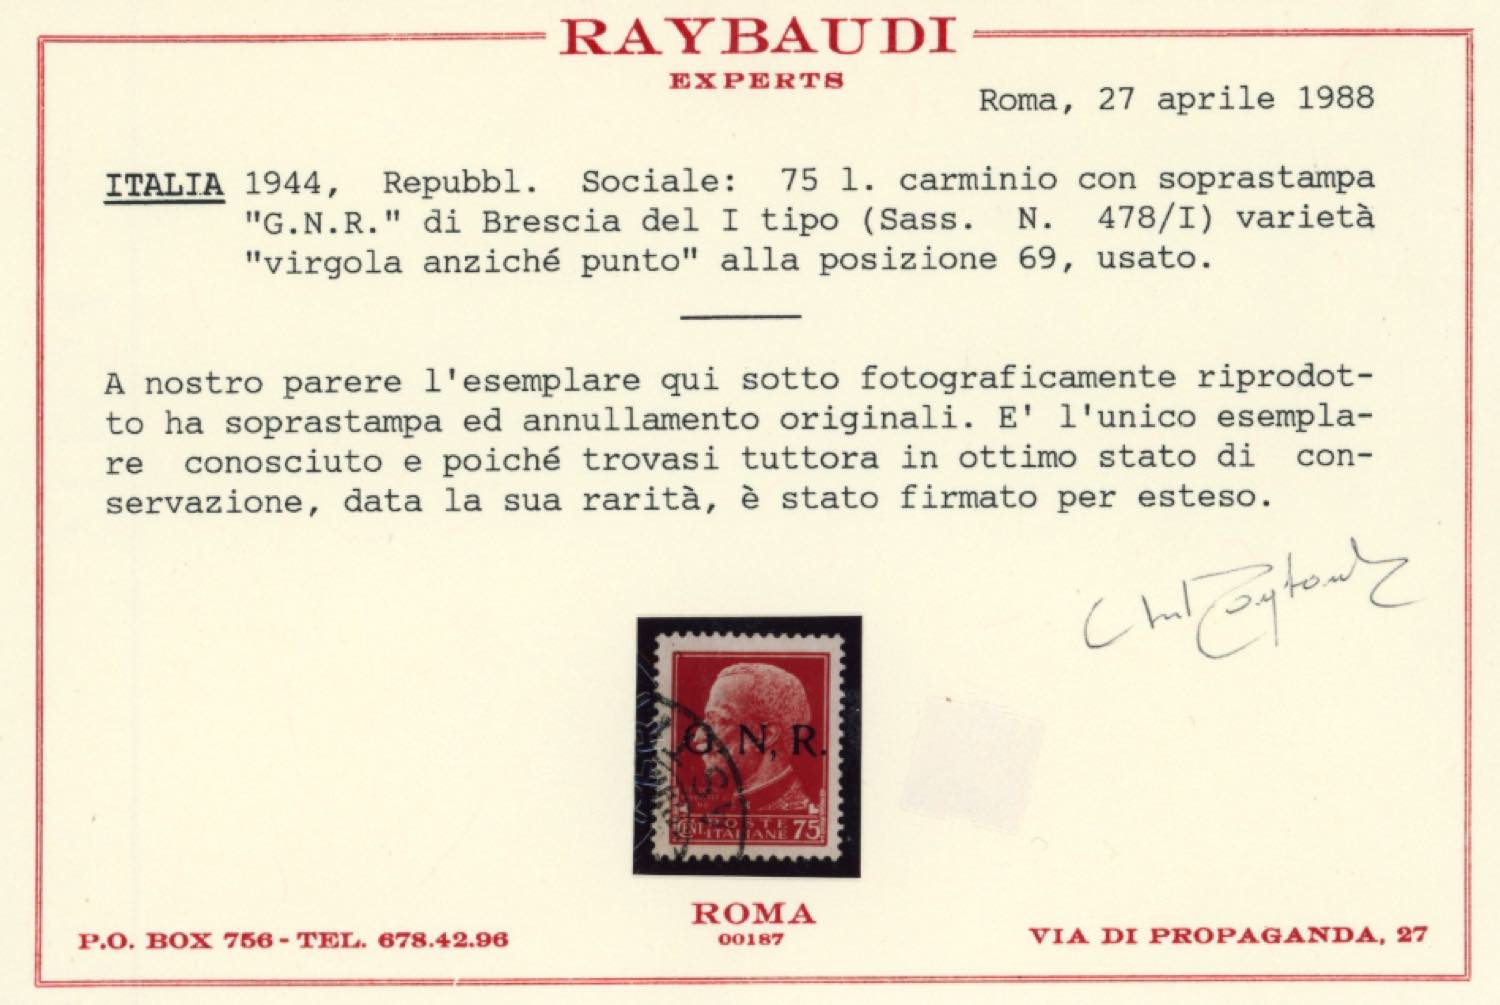 RAYBAUDI
EXPERTS
Roma, 27 aprile 1988
ITALIA 1944, Repubbl. Sociale: 75 l. carminio con soprastampa
"G.N.R." di Brescia del I tipo (Sass. N. 478/I) varietà
"virgola anziché punto" alla posizione 69, usato.
A nostro parere l'esemplare qui sotto fotograficamente riprodot-
to ha soprastampa ed annullamento originali. E' l'unico esempla-
re conosciuto e poiché trovasi tuttora in ottimo stato di con-
servazione, data la sua rarità, è stato firmato per esteso.
G. N, R.
POSTE
ITALIANE 75
ROMA
00187
P.O. BOX 756 - TEL. 678.42.96
VIA DI PROPAGANDA, 27